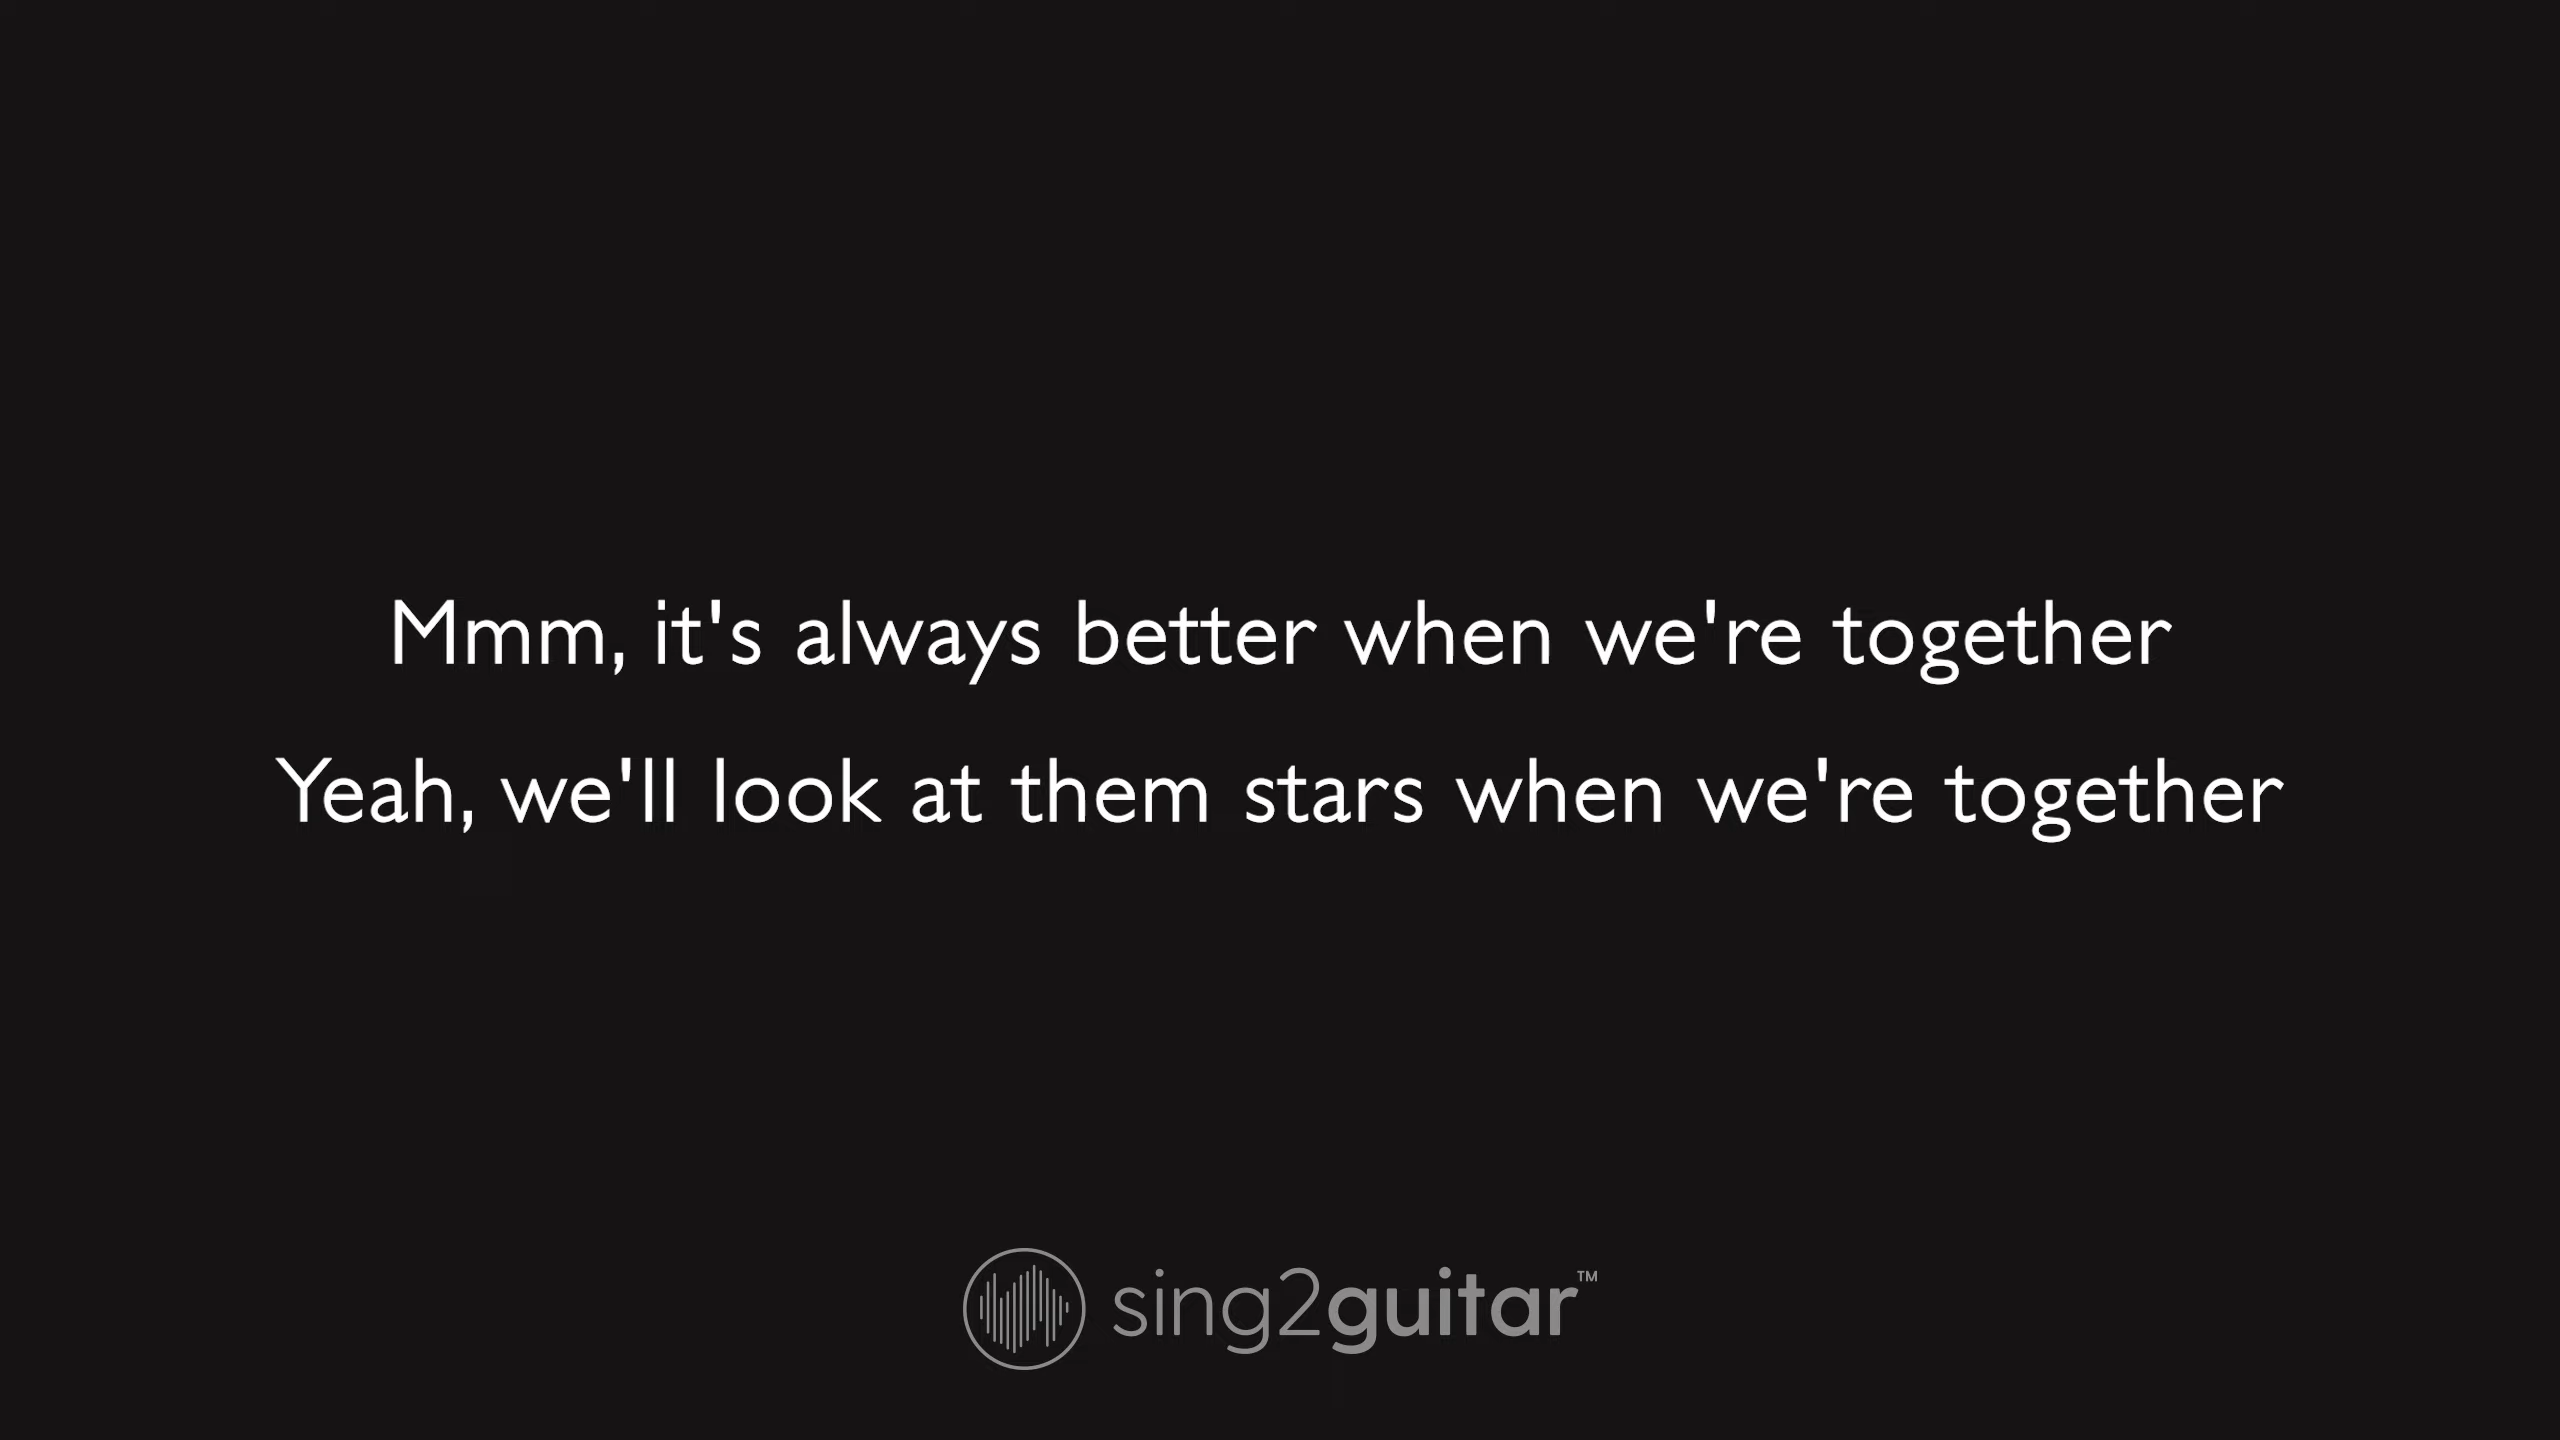 Mmm, it's always better when we're together
Yeah, we'll look at them stars when we're together
sing2guitar™